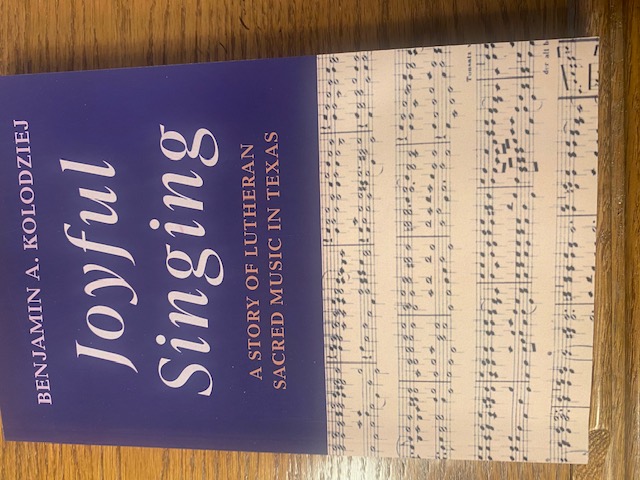 BENJAMIN A. KOLODZIEJ
Joyful
Singing
A STORY OF LUTHERAN
SACRED MUSIC IN TEXAS